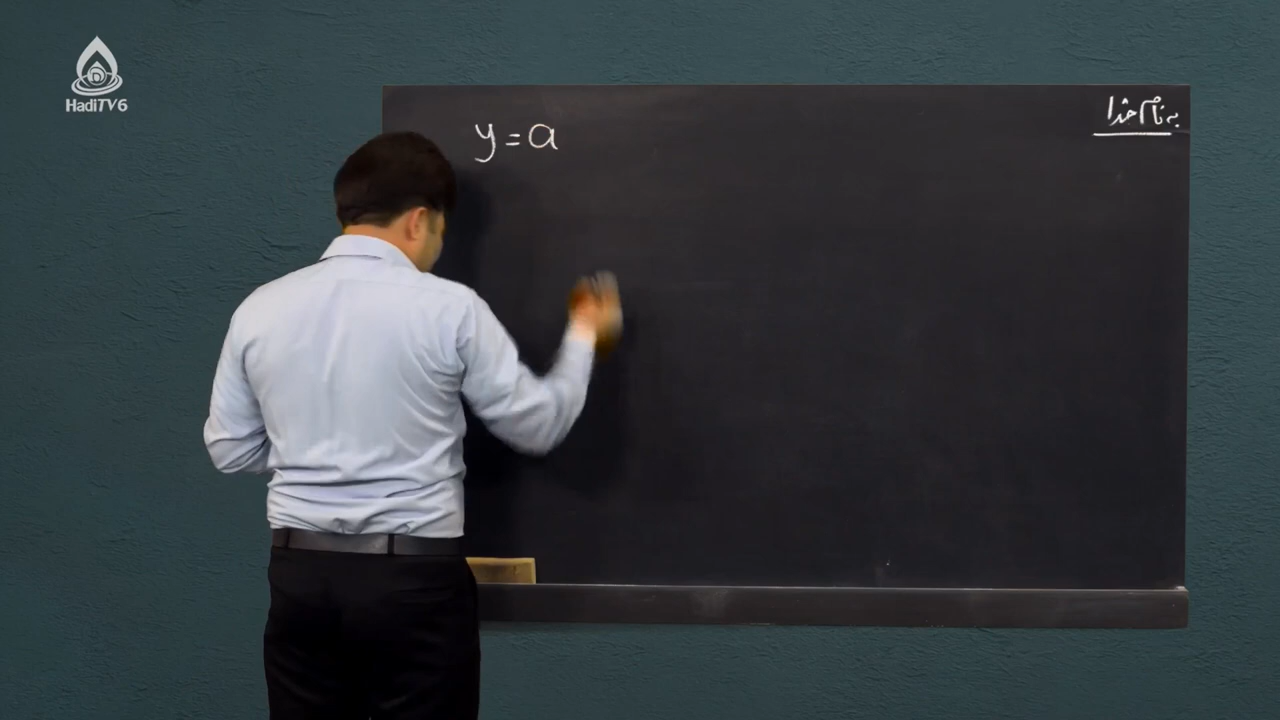 HadiTV6
به نام خدا
y = a